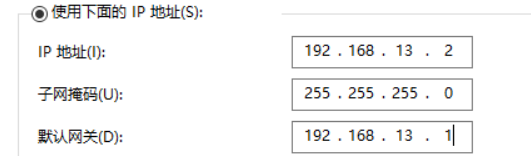 使用下面的 IP 地址(S):
IP 地址(I): 192 . 168 . 13 . 2
子网掩码(U): 255 . 255 . 255 . 0
默认网关(D): 192 . 168 . 13 . 1